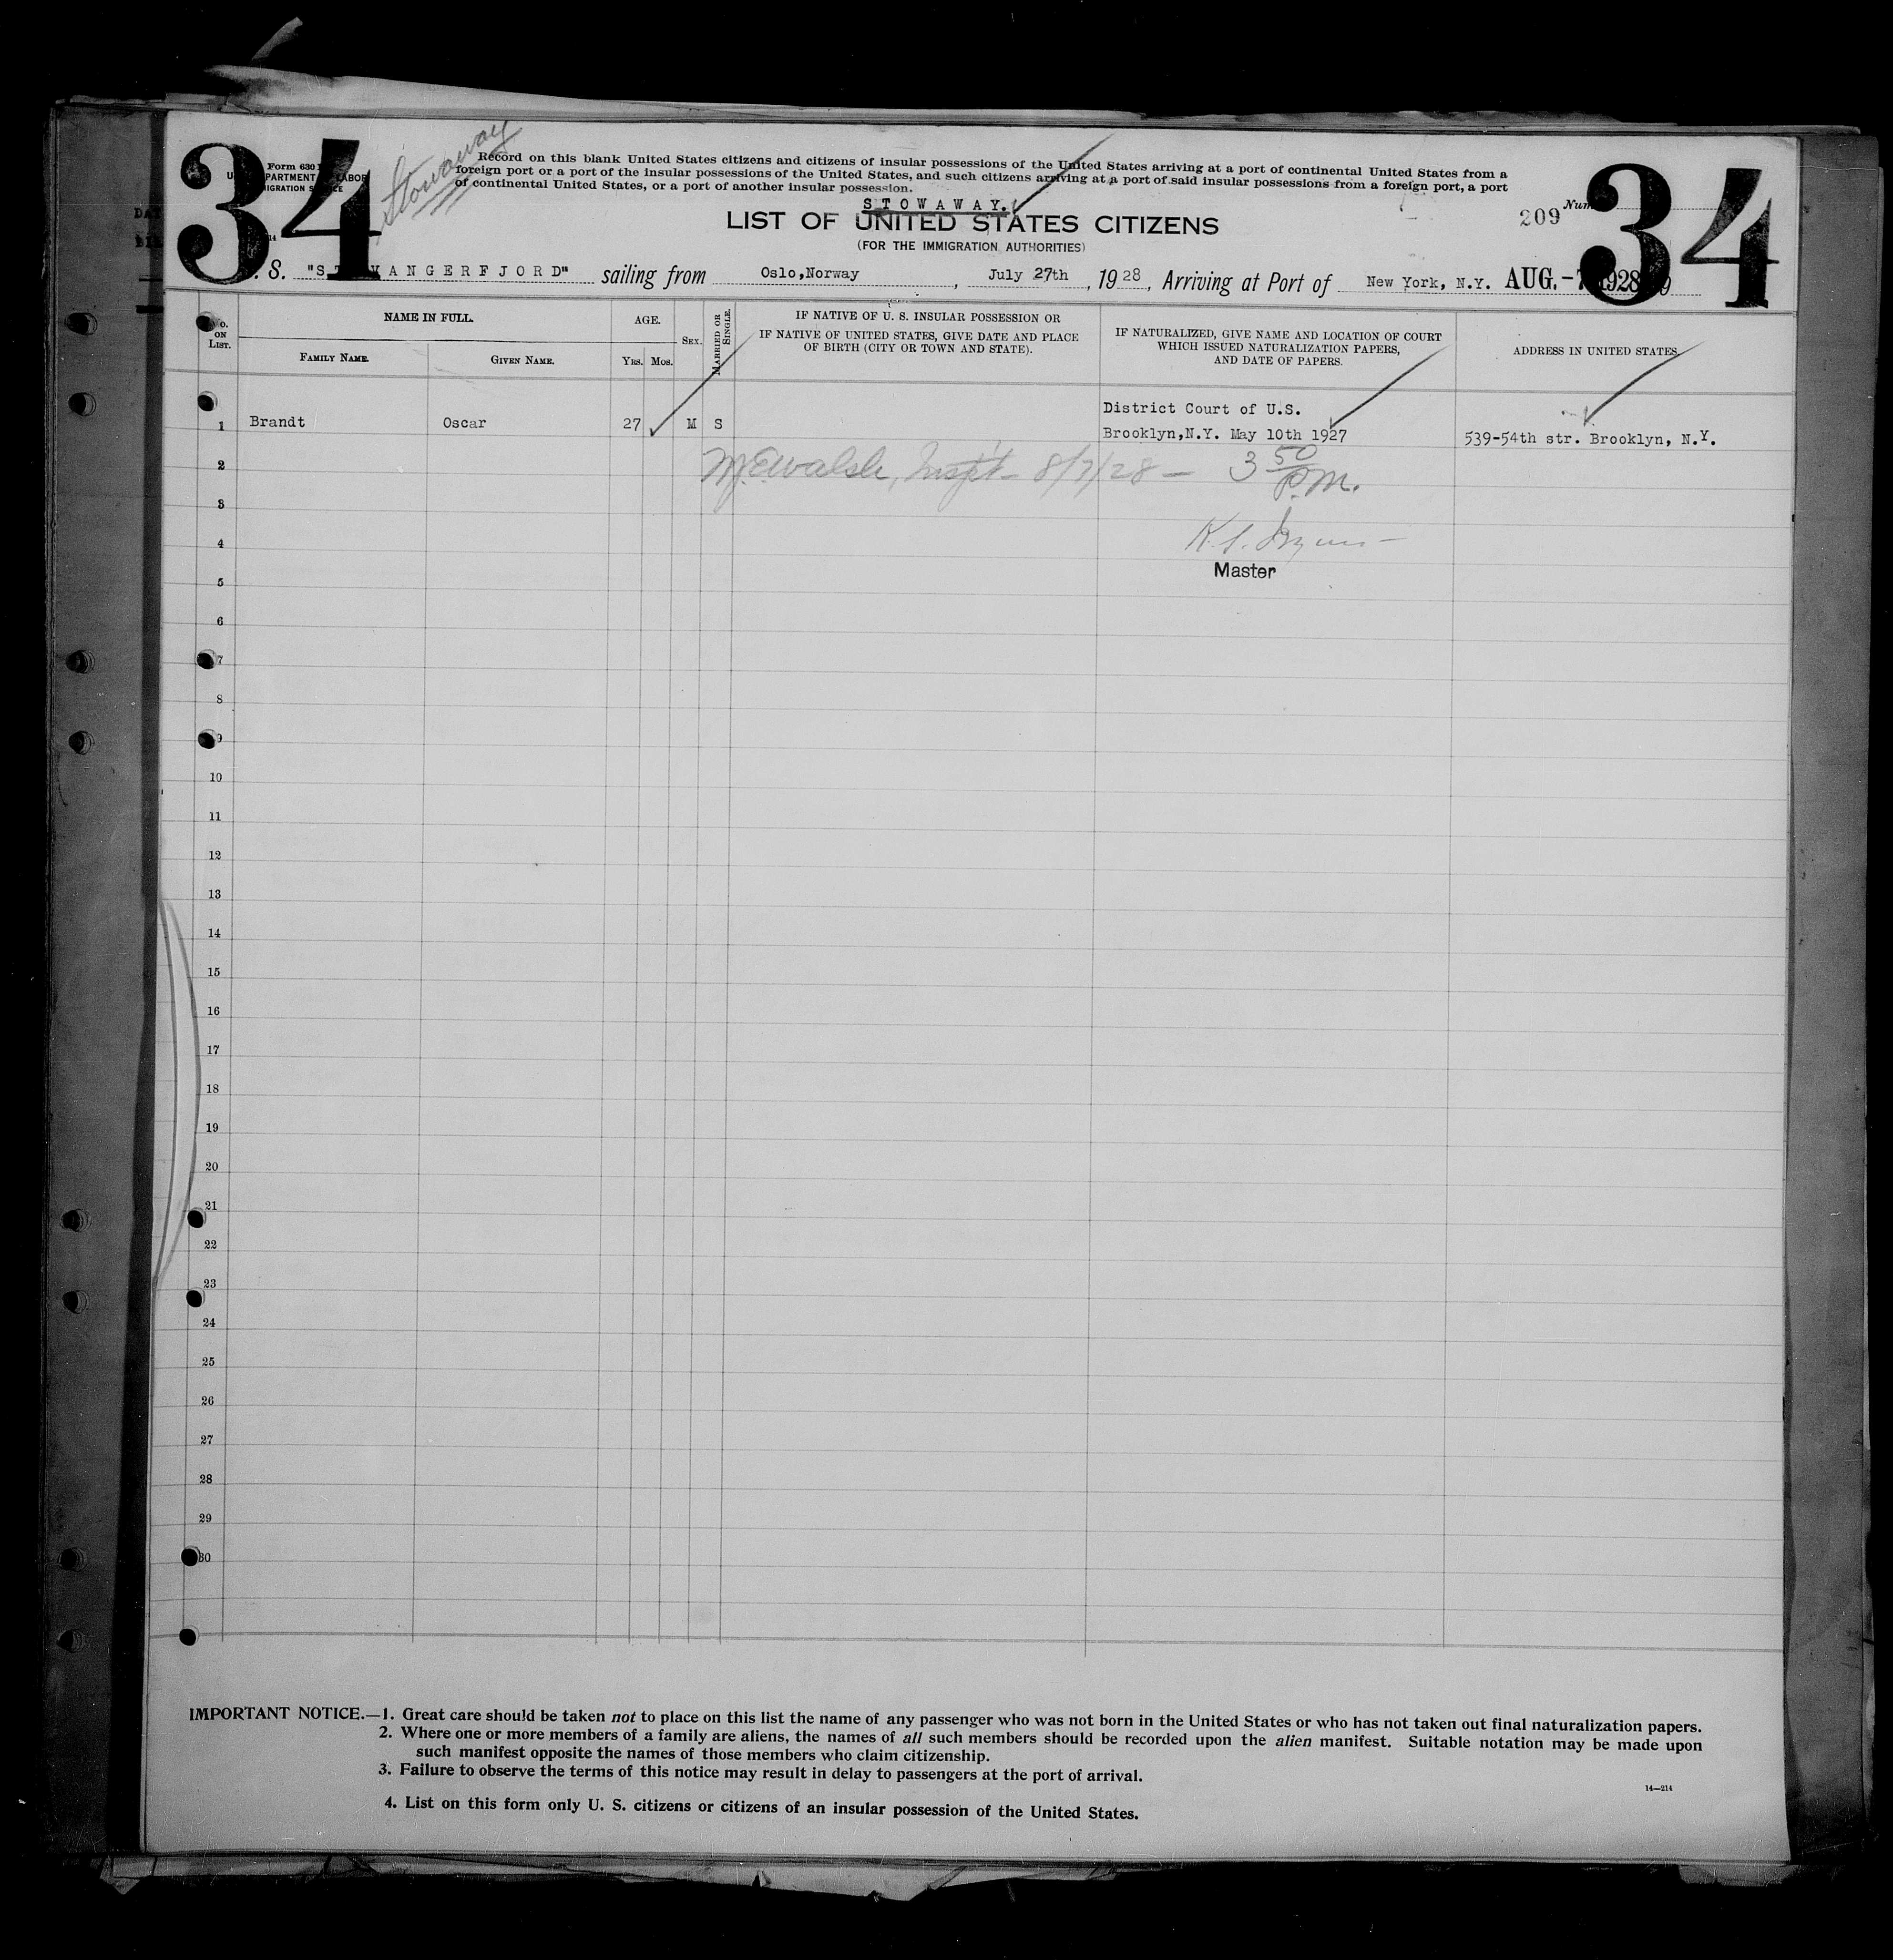 34
34
Form 630
Stowaway
Record on this blank United States citizens and citizens of insular possessions of the United States arriving at a port of continental United States from a
foreign port or a port of the insular possessions of the United States, and such citizens arriving at a port of said insular possessions from a foreign port, a port
of continental United States, or a port of another insular possession.
STOWAWAY.
LIST OF UNITED STATES CITIZENS
(FOR THE IMMIGRATION AUTHORITIES)
209
S. sailing from Oslo,Norway, July 27th, 1928, Arriving at Port of New York, N.Y. AUG.-7 1928
ON LIST.
NAME IN FULL.
FAMILY NAME.
GIVEN NAME.
AGE.
YRS. MOS.
SEX.
MARRIED OR SINGLE.
IF NATIVE OF U. S. INSULAR POSSESSION OR
IF NATIVE OF UNITED STATES, GIVE DATE AND PLACE
OF BIRTH (CITY OR TOWN AND STATE).
IF NATURALIZED, GIVE NAME AND LOCATION OF COURT
WHICH ISSUED NATURALIZATION PAPERS,
AND DATE OF PAPERS.
ADDRESS IN UNITED STATES.
District Court of U.S.
1 Brandt Oscar 27 M S Brooklyn,N.Y. May 10th 1927 539-54th str. Brooklyn, N.Y.
2 Walsh, Inspt- 8/7/28 - 3 50 P.M.
3
4 K. S.
Master
5
6
7
8
9
10
11
12
13
14
15
16
17
18
19
20
21
22
23
24
25
26
27
28
29
30
IMPORTANT NOTICE.—1. Great care should be taken not to place on this list the name of any passenger who was not born in the United States or who has not taken out final naturalization papers.
2. Where one or more members of a family are aliens, the names of all such members should be recorded upon the alien manifest. Suitable notation may be made upon
such manifest opposite the names of those members who claim citizenship.
3. Failure to observe the terms of this notice may result in delay to passengers at the port of arrival.
14—214
4. List on this form only U. S. citizens or citizens of an insular possession of the United States.